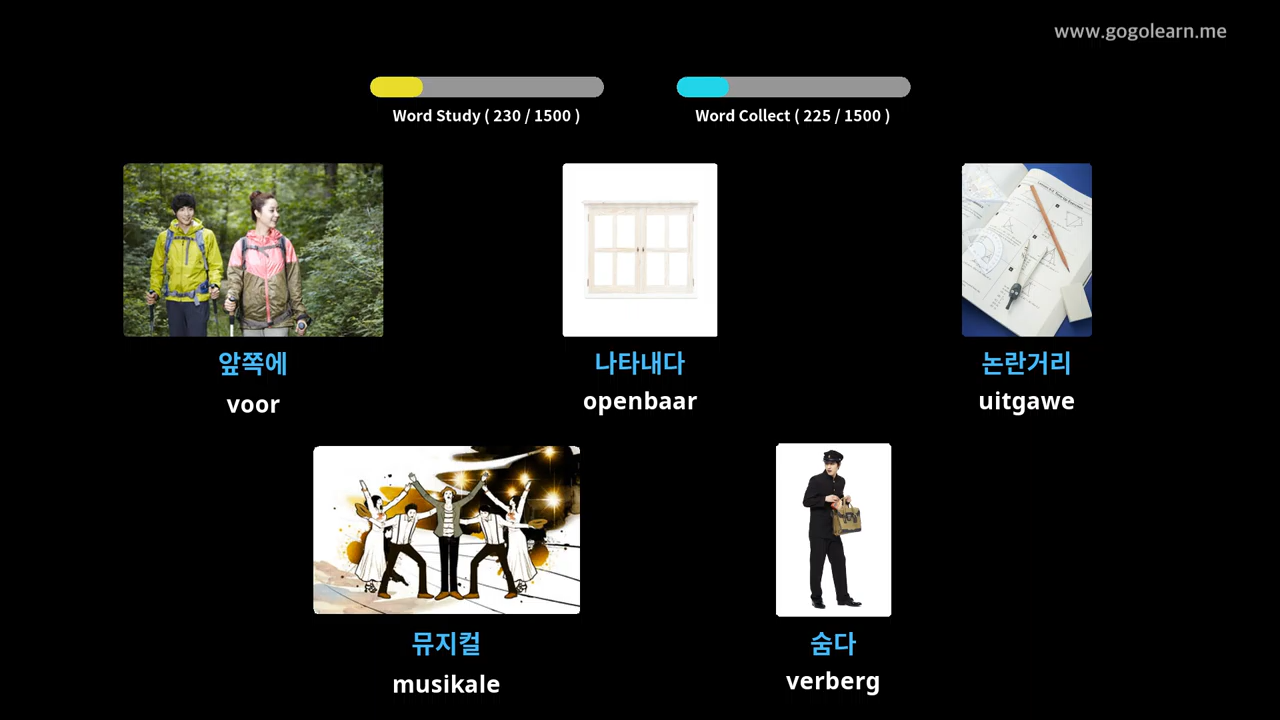 www.gogolearn.me
Word Study ( 230 / 1500 )
Word Collect ( 225 / 1500 )
앞쪽에
voor
나타내다
openbaar
논란거리
uitgawe
뮤지컬
musikale
숨다
verberg